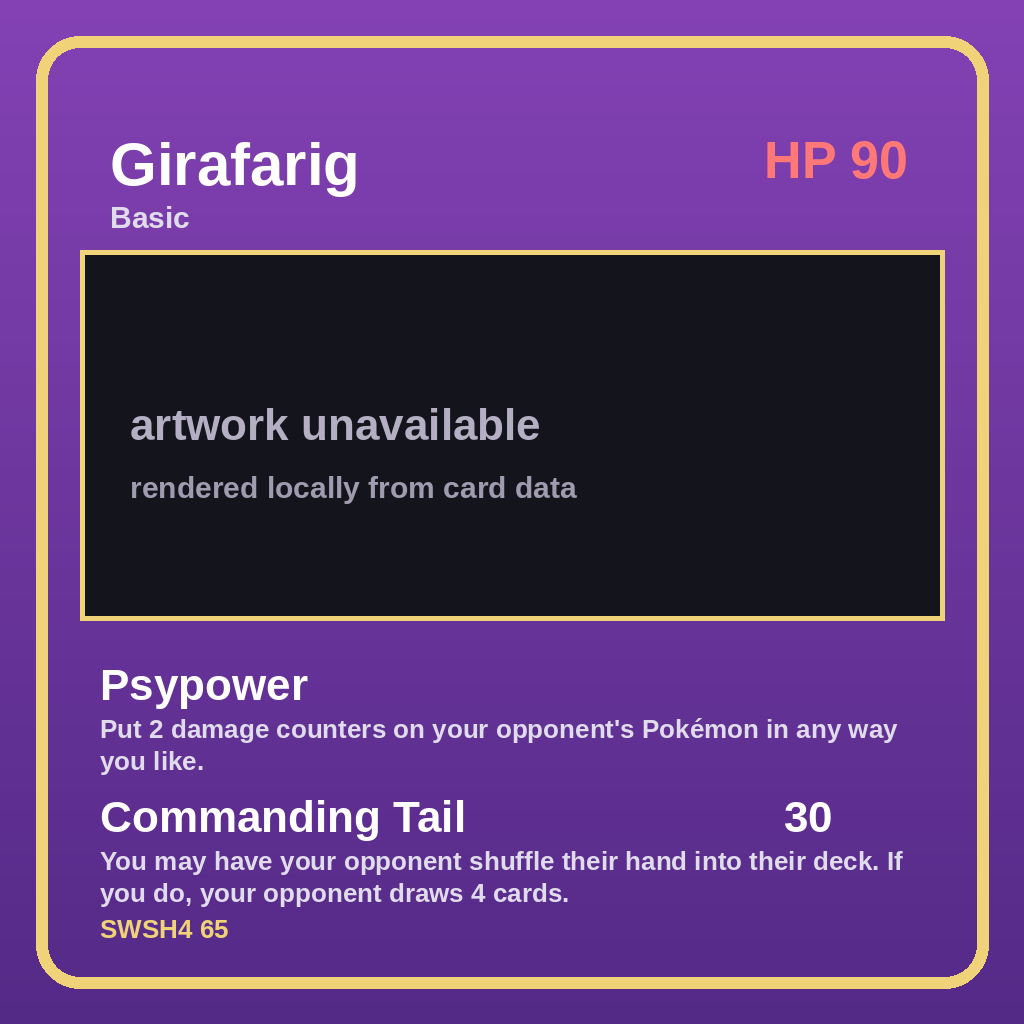 Girafarig
HP 90
Basic
artwork unavailable
rendered locally from card data
Psypower
Put 2 damage counters on your opponent's Pokémon in any way
you like.
Commanding Tail
30
You may have your opponent shuffle their hand into their deck. If
you do, your opponent draws 4 cards.
SWSH4 65